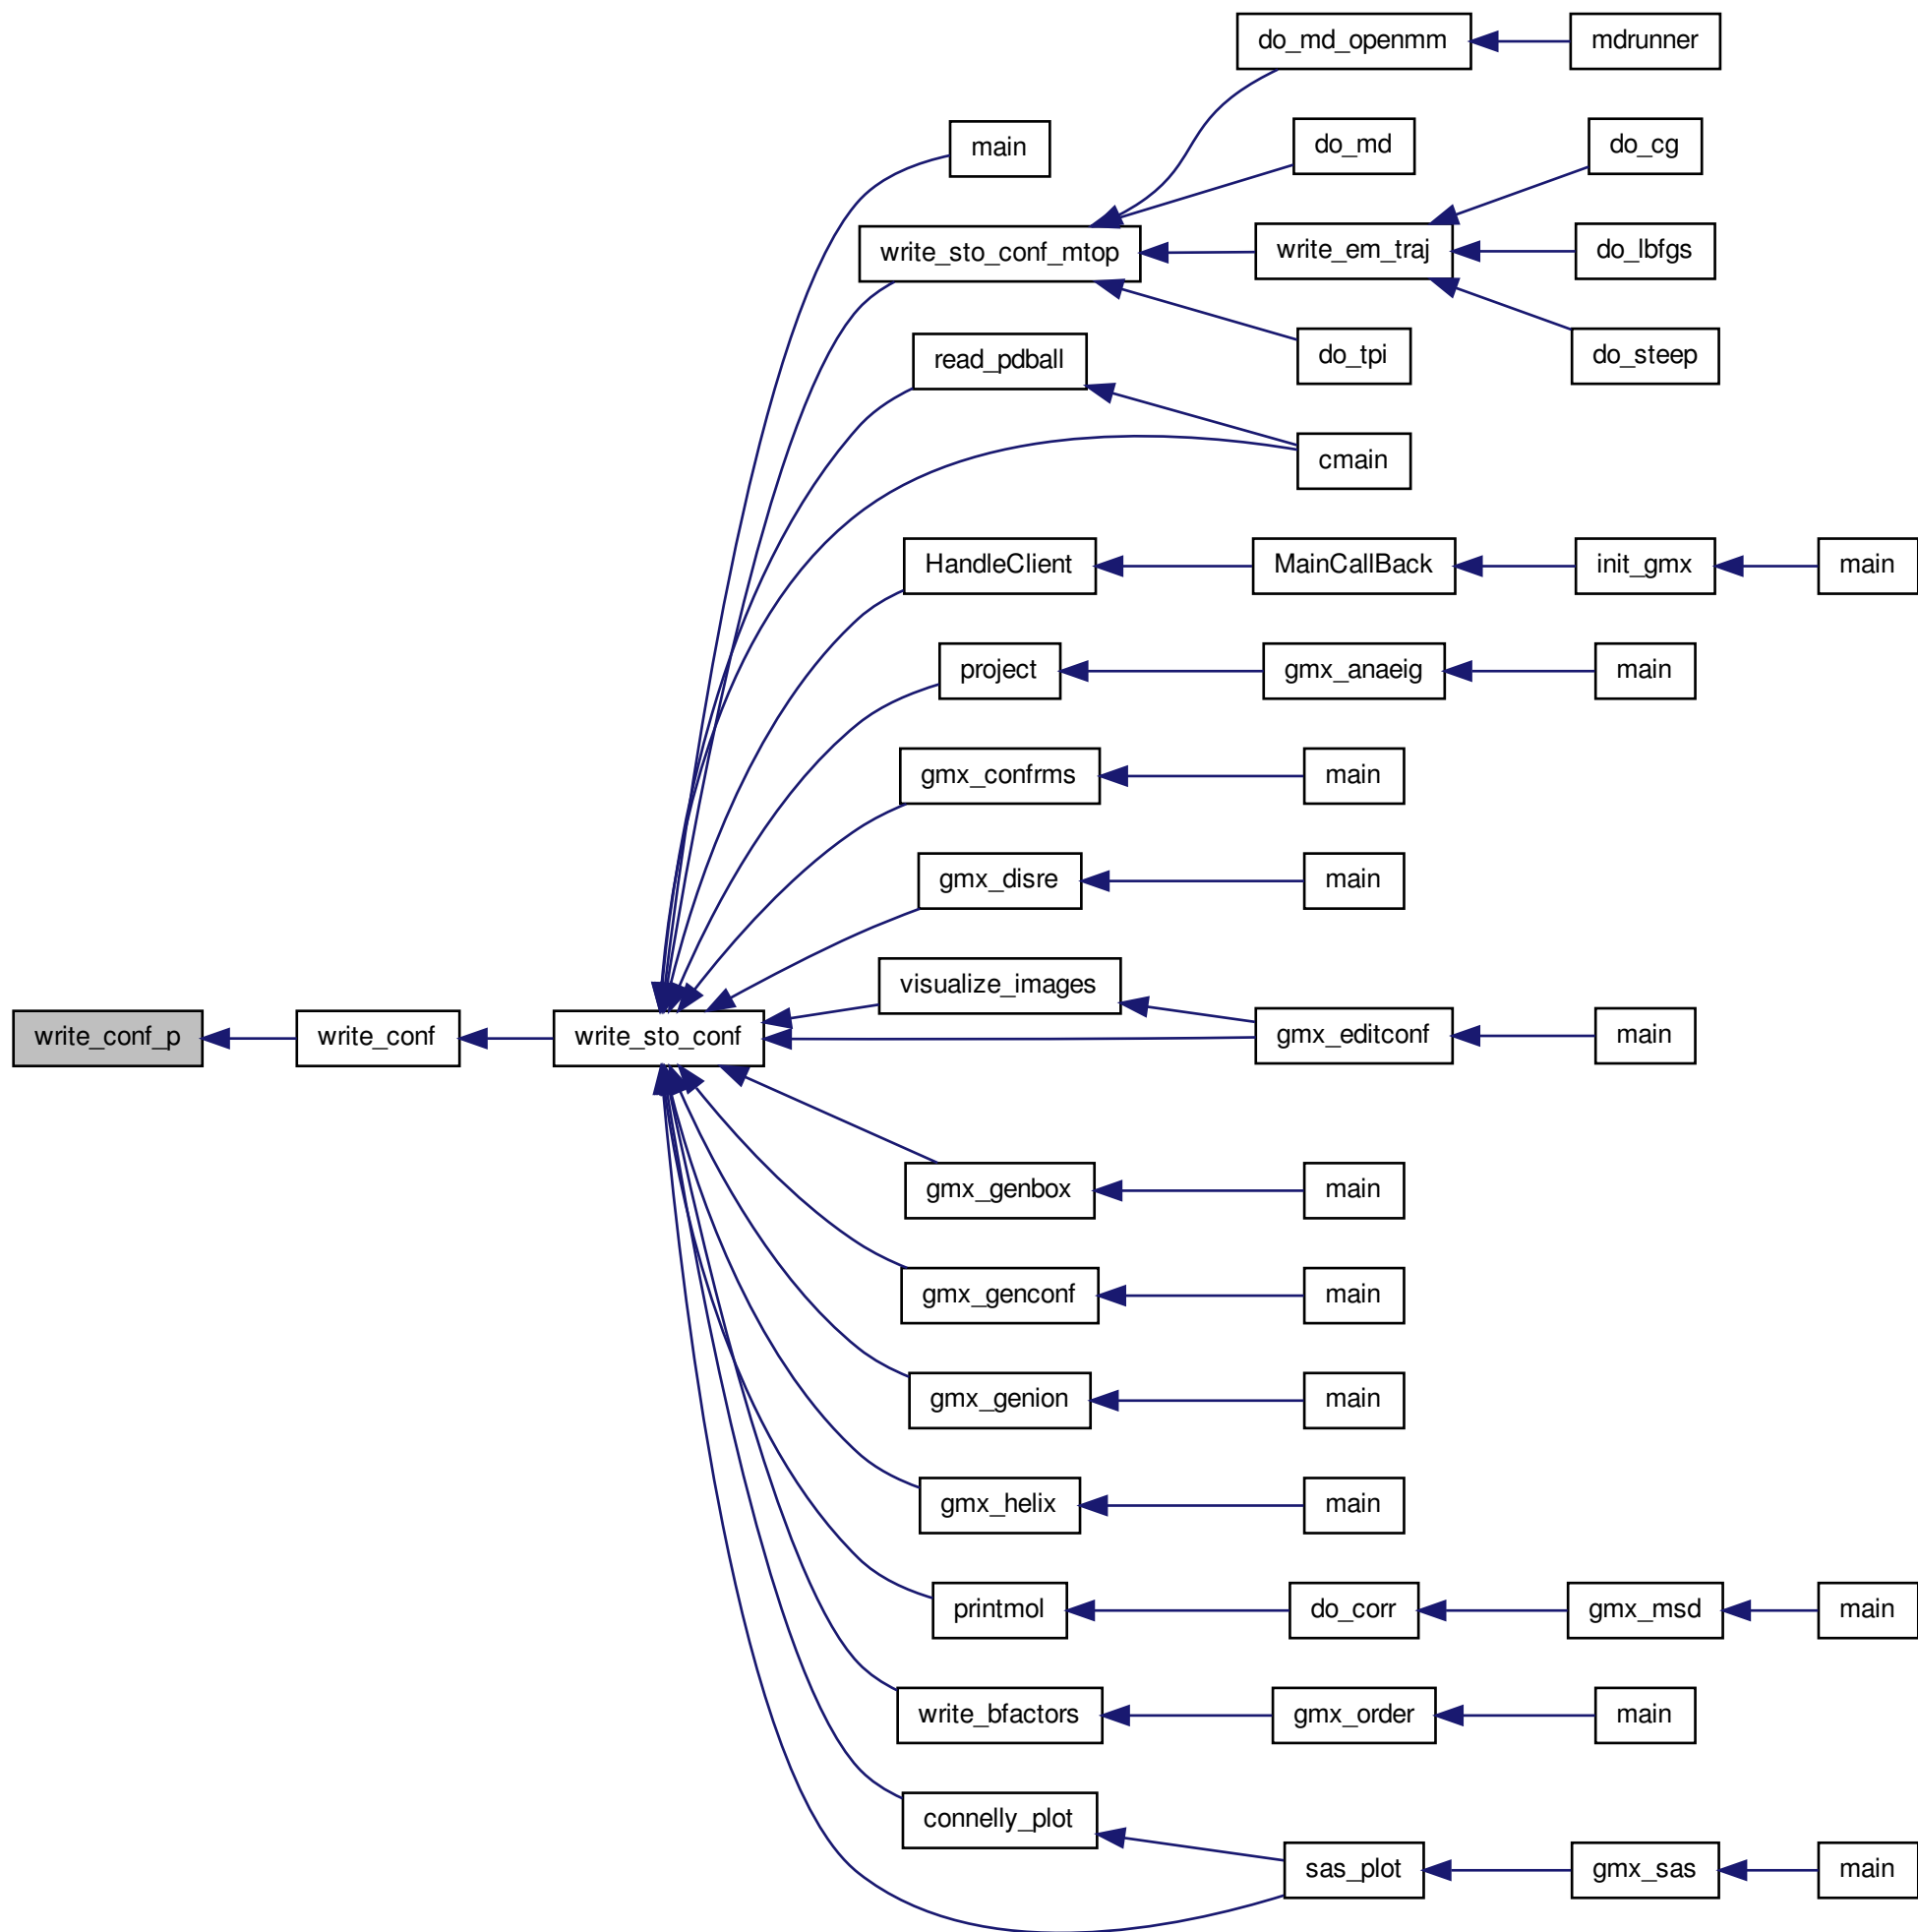 do_md_openmm
mdrunner
main
do_md
do_cg
write_sto_conf_mtop
write_em_traj
do_lbfgs
read_pdball
do_tpi
do_steep
cmain
HandleClient
MainCallBack
init_gmx
main
project
gmx_anaeig
main
gmx_confrms
main
gmx_disre
main
visualize_images
write_conf_p
write_conf
write_sto_conf
gmx_editconf
main
gmx_genbox
main
gmx_genconf
main
gmx_genion
main
gmx_helix
main
printmol
do_corr
gmx_msd
main
write_bfactors
gmx_order
main
connelly_plot
sas_plot
gmx_sas
main